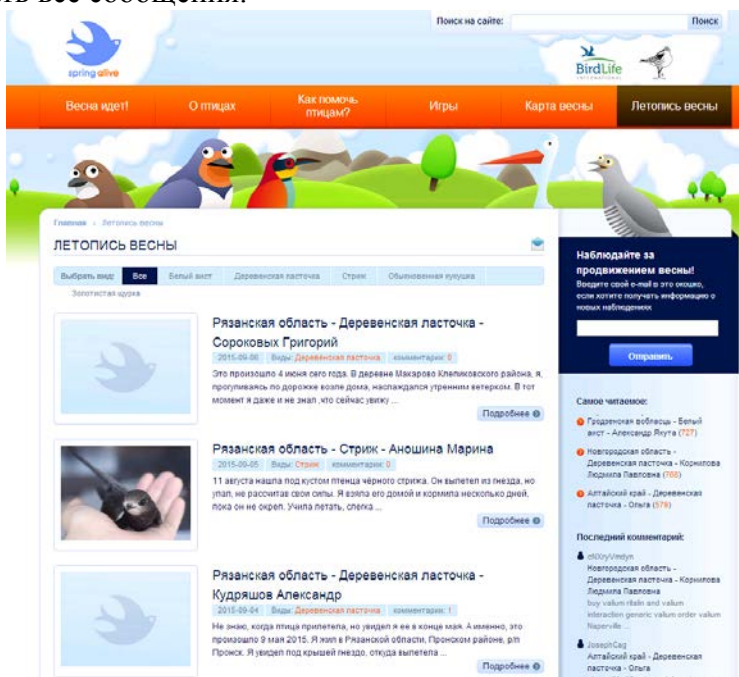 ть все сообщения.
Поиск на сайте:
Поиск
spring alive
BirdLife
INTERNATIONAL
Весна идет!
О птицах
Как помочь
птицам?
Игры
Карта весны
Летопись весны
Главная › Летопись весны
ЛЕТОПИСЬ ВЕСНЫ
Выбрать вид: Все Белый аист Деревенская ласточка Стриж Обыкновенная кукушка
Золотистая щурка
Рязанская область - Деревенская ласточка -
Сороковых Григорий
2015-09-06 Виды: Деревенская ласточка комментарии: 0
Это произошло 4 июня сего года. В деревне Макарово Клепиковского района, я,
прогуливаясь по дорожке возле дома, наслаждался утренним ветерком. В тот
момент я даже и не знал ,что сейчас увижу ...
Подробнее
Рязанская область - Стриж - Аношина Марина
2015-09-05 Виды: Стриж комментарии: 0
11 августа нашла под кустом птенца чёрного стрижа. Он вылетел из гнезда, но
упал, не рассчитав свои силы. Я взяла его домой и кормила несколько дней,
пока он не окреп. Учила летать, слегка ...
Подробнее
Рязанская область - Деревенская ласточка -
Кудряшов Александр
2015-09-04 Виды: Деревенская ласточка комментарии: 1
Не знаю, когда птица прилетела, но увидел я ее в конце мая. А именно, это
произошло 9 мая 2015. Я жил в Рязанской области, Пронском районе, р/п
Пронск. Я увидел под крышей гнездо, откуда вылетела ...
Подробнее
Наблюдайте за
продвижением весны!
Введите свой e-mail в это окошко,
если хотите получать информацию о
новых наблюдениях
Отправить
Самое читаемое:
Гродзенская вобласць - Белый
аист - Александр Якута (727)
Новгородская область -
Деревенская ласточка - Корнилова
Людмила Павловна (706)
Алтайский край - Деревенская
ласточка - Ольга (579)
Последний комментарий:
Новгородская область -
Деревенская ласточка - Корнилова
Людмила Павловна
buy valium ritalin and valium
interaction generic valium order valium
Naperville ...
JosephCag
Алтайский край - Деревенская
ласточка - Ольга